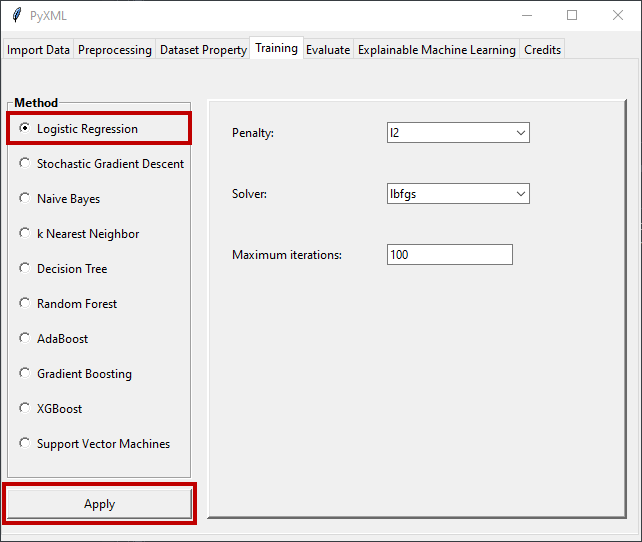 PyXML
Import Data Preprocessing Dataset Property Training Evaluate Explainable Machine Learning Credits
Method
Logistic Regression
Stochastic Gradient Descent
Naive Bayes
k Nearest Neighbor
Decision Tree
Random Forest
AdaBoost
Gradient Boosting
XGBoost
Support Vector Machines
Apply
Penalty: l2
Solver: lbfgs
Maximum iterations: 100